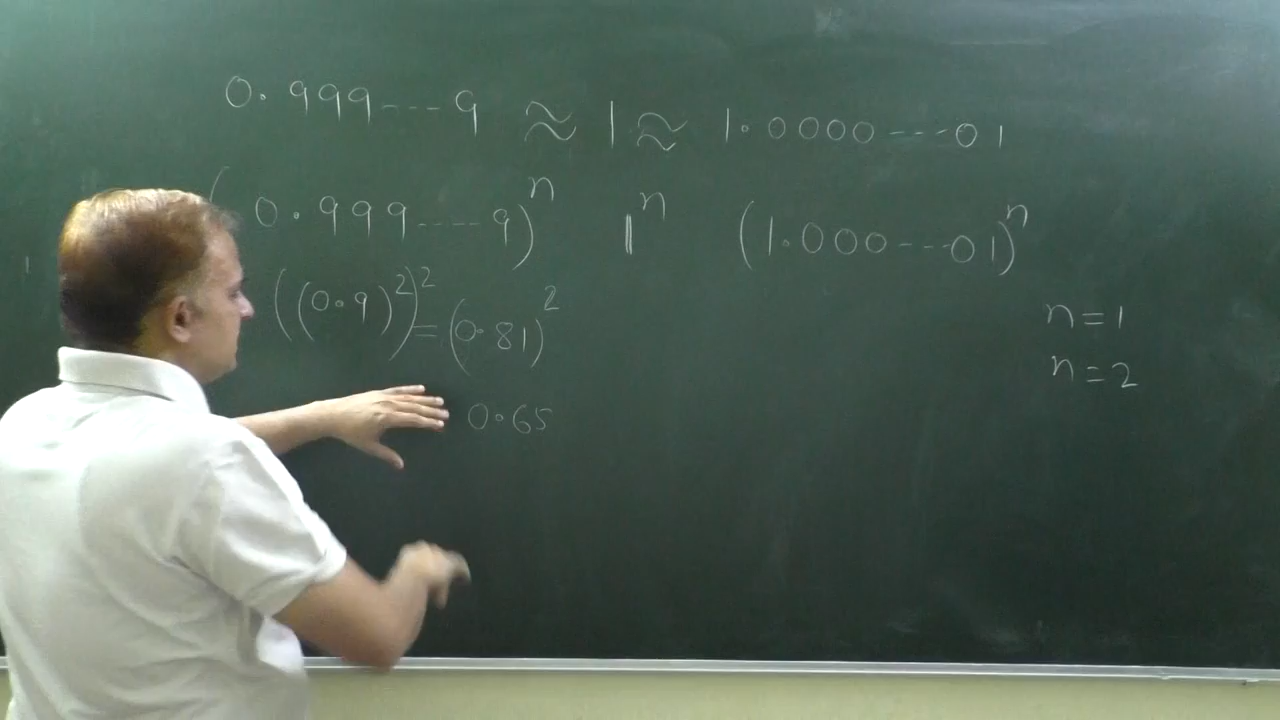 0.999----9 ≈ 1 ≈ 1.0000---01
(0.999....9)ⁿ 1ⁿ (1.000---01)ⁿ
((0.9)²)² = (0.81)²
n=1
n=2
0.65